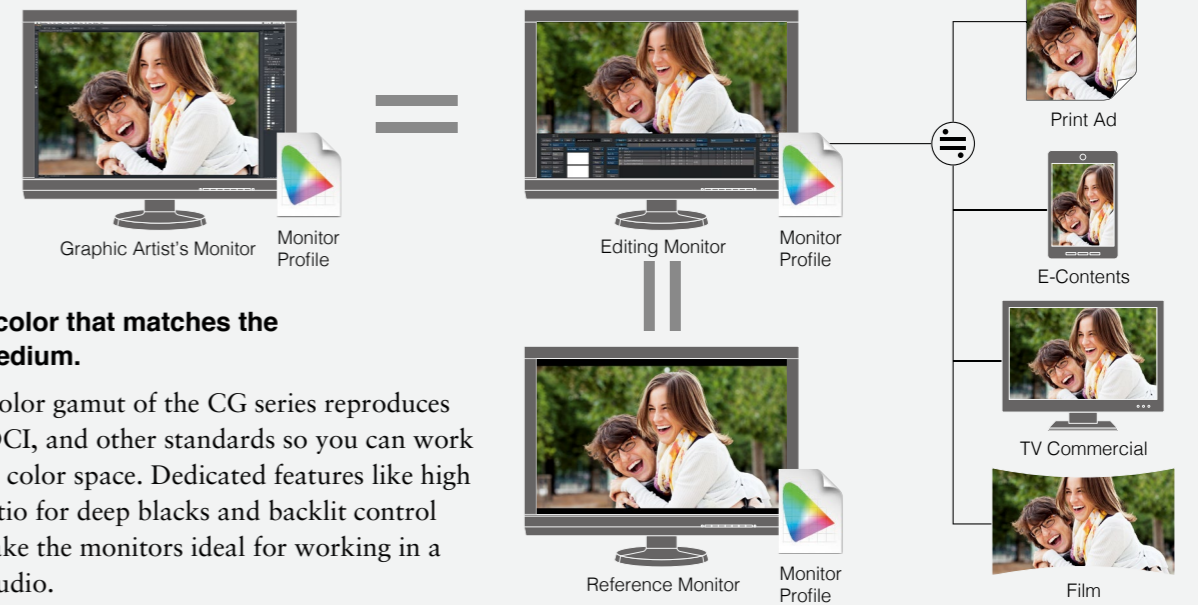 Graphic Artist's Monitor
Monitor
Profile
Editing Monitor
Monitor
Profile
Print Ad
E-Contents
TV Commercial
Film
Reference Monitor
Monitor
Profile
color that matches the
edium.
olor gamut of the CG series reproduces
DCI, and other standards so you can work
color space. Dedicated features like high
tio for deep blacks and backlit control
ke the monitors ideal for working in a
udio.